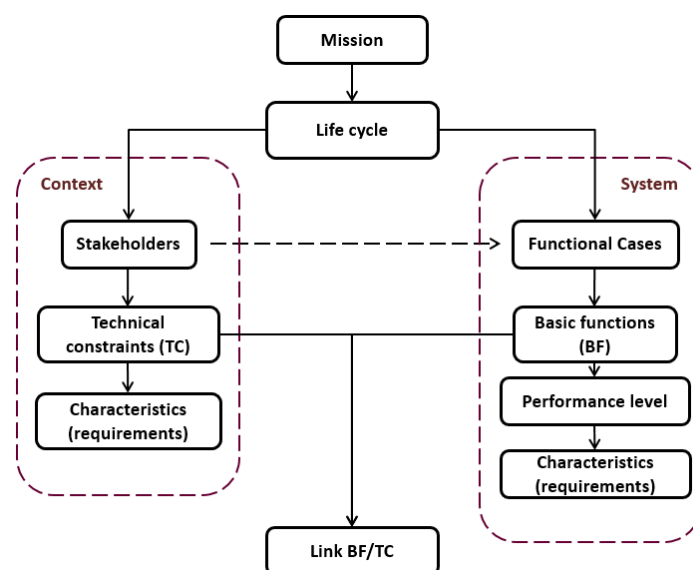 Mission
Life cycle
Context
System
Stakeholders
Functional Cases
Technical
constraints (TC)
Basic functions
(BF)
Characteristics
(requirements)
Performance level
Characteristics
(requirements)
Link BF/TC